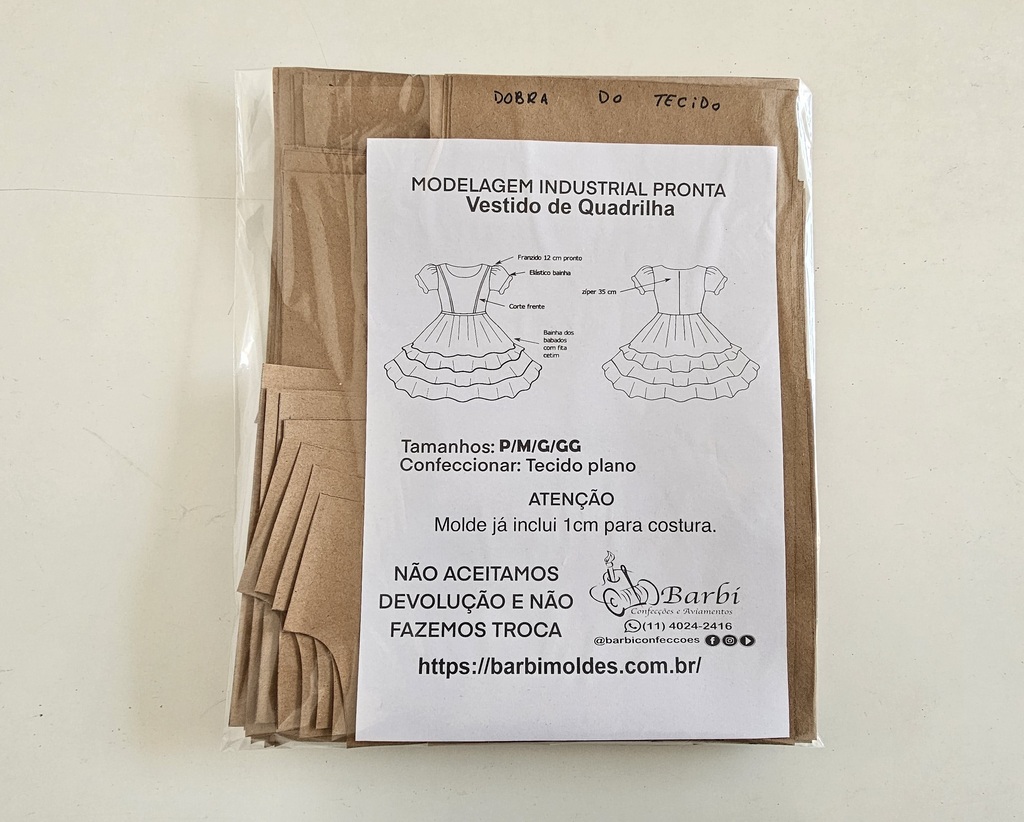 DOBRA DO TECIDO
MODELAGEM INDUSTRIAL PRONTA
Vestido de Quadrilha
Franzido 12 cm pronto
Elástico bainha
zíper 35 cm
Corte frente
Bainha dos
babados
com fita
cetim
Tamanhos: P/M/G/GG
Confeccionar: Tecido plano
ATENÇÃO
Molde já inclui 1cm para costura.
NÃO ACEITAMOS
DEVOLUÇÃO E NÃO
FAZEMOS TROCA
Barbi
Confecções e Aviamentos
(11) 4024-2416
@barbiconfeccoes
https://barbimoldes.com.br/